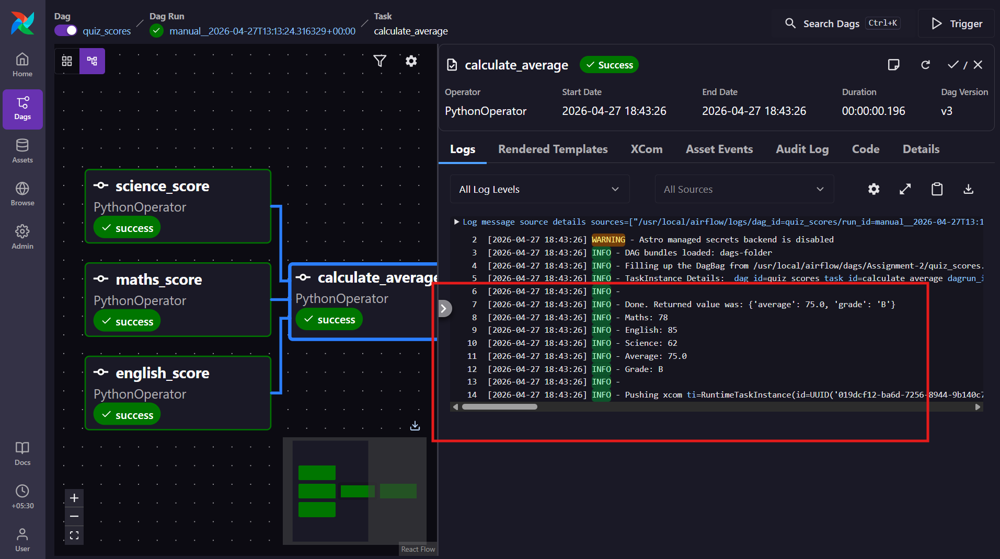 Dag
quiz_scores
Dag Run
manual__2026-04-27T13:13:24.316329+00:00
Task
calculate_average
Search Dags Ctrl+K
Trigger
Home
Dags
Assets
Browse
Admin
Docs
+05:30
User
science_score
PythonOperator
success
maths_score
PythonOperator
success
english_score
PythonOperator
success
calculate_average
PythonOperator
success
React Flow
calculate_average
Success
Operator Start Date End Date Duration Dag Version
PythonOperator 2026-04-27 18:43:26 2026-04-27 18:43:26 00:00:00.196 v3
Logs Rendered Templates XCom Asset Events Audit Log Code Details
All Log Levels
All Sources
Log message source details sources=["/usr/local/airflow/logs/dag_id=quiz_scores/run_id=manual__2026-04-27T13:1
2 [2026-04-27 18:43:26] WARNING - Astro managed secrets backend is disabled
3 [2026-04-27 18:43:26] INFO - DAG bundles loaded: dags-folder
4 [2026-04-27 18:43:26] INFO - Filling up the DagBag from /usr/local/airflow/dags/Assignment-2/quiz_scores.
5 [2026-04-27 18:43:26] INFO - TaskInstance Details: dag_id=quiz_scores task_id=calculate_average dagrun_i
6 [2026-04-27 18:43:26] INFO -
7 [2026-04-27 18:43:26] INFO - Done. Returned value was: {'average': 75.0, 'grade': 'B'}
8 [2026-04-27 18:43:26] INFO - Maths: 78
9 [2026-04-27 18:43:26] INFO - English: 85
10 [2026-04-27 18:43:26] INFO - Science: 62
11 [2026-04-27 18:43:26] INFO - Average: 75.0
12 [2026-04-27 18:43:26] INFO - Grade: B
13 [2026-04-27 18:43:26] INFO -
14 [2026-04-27 18:43:26] INFO - Pushing xcom ti=RuntimeTaskInstance(id=UUID('019dcf12-ba6d-7256-8944-9b140c7